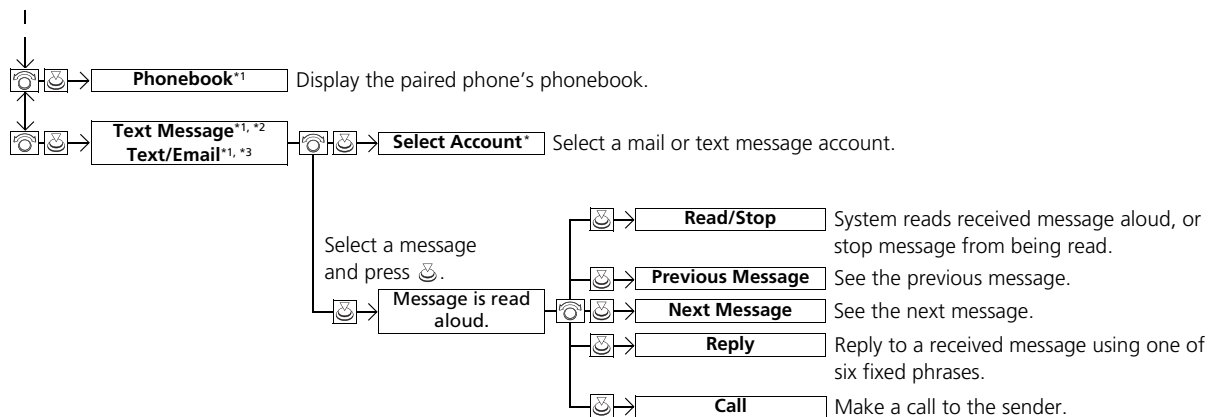 Phonebook*1 Display the paired phone's phonebook.
Text Message*1, *2
Text/Email*1, *3
Select Account* Select a mail or text message account.
Select a message
and press .
Message is read
aloud.
Read/Stop System reads received message aloud, or
stop message from being read.
Previous Message See the previous message.
Next Message See the next message.
Reply Reply to a received message using one of
six fixed phrases.
Call Make a call to the sender.